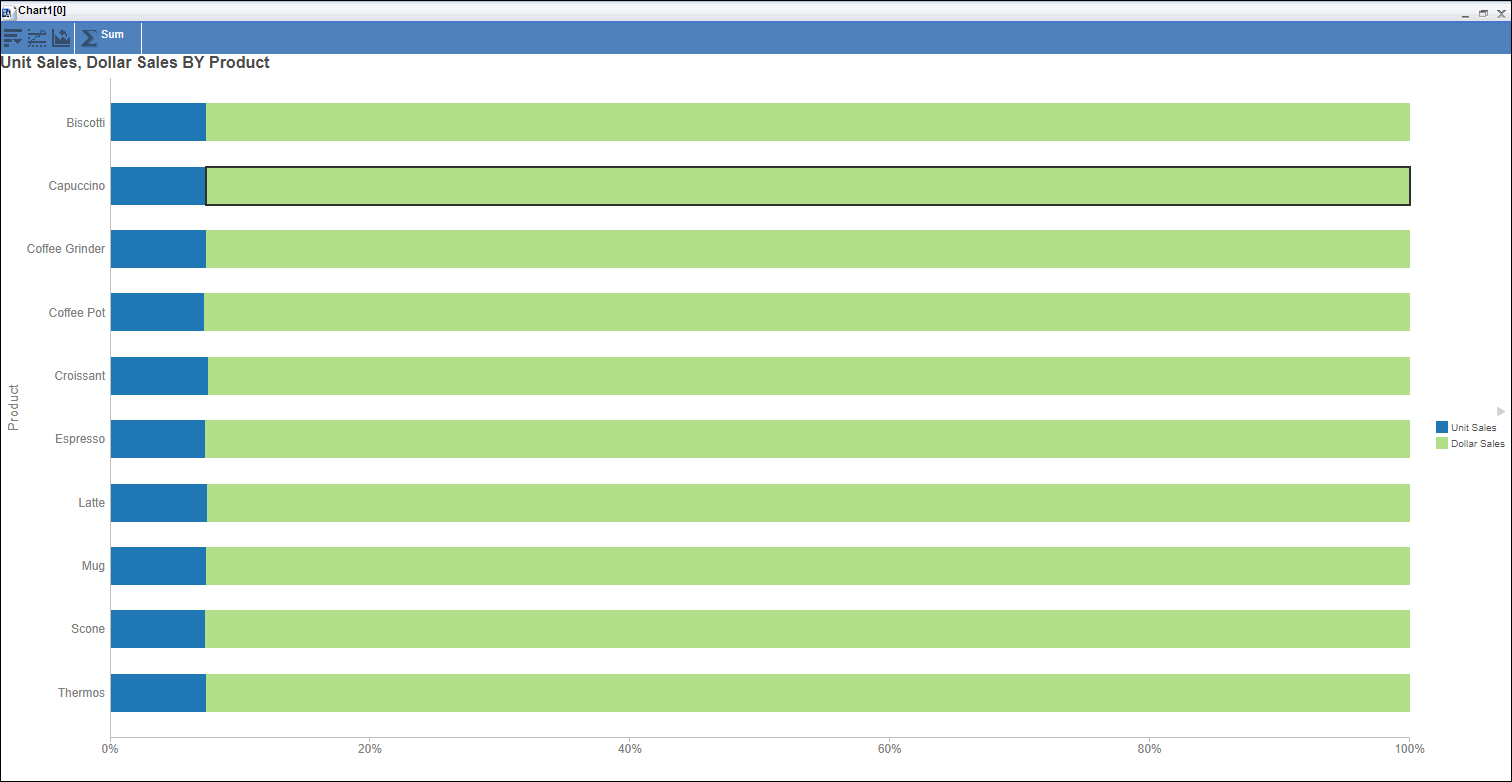 Chart1[0]
Sum
Unit Sales, Dollar Sales BY Product
Biscotti
Capuccino
Coffee Grinder
Coffee Pot
Croissant
Espresso
Latte
Mug
Scone
Thermos
Product
0% 20% 40% 60% 80% 100%
Unit Sales
Dollar Sales